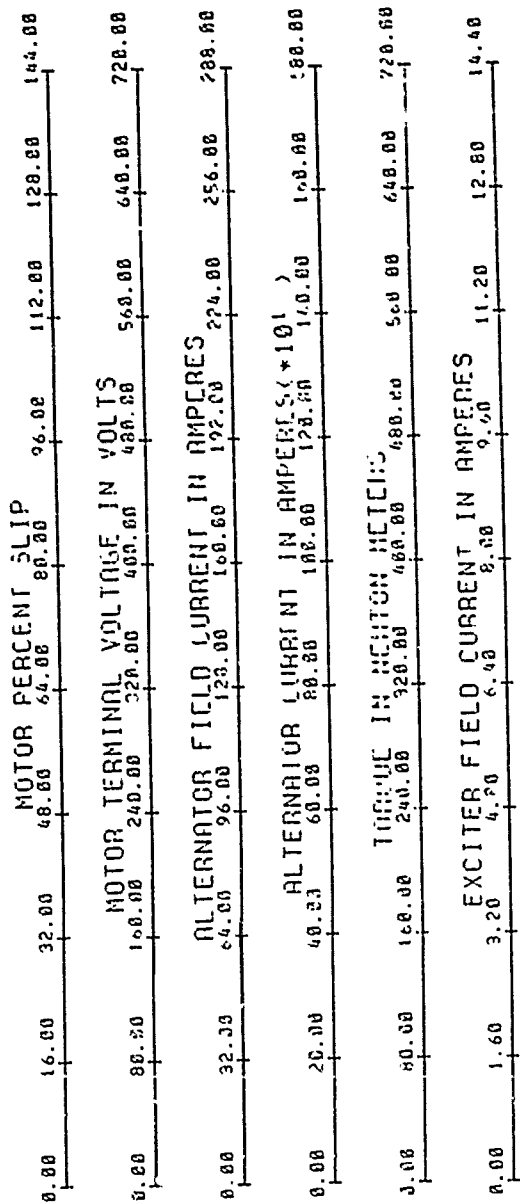 MOTOR PERCENT SLIP
0.00 16.00 32.00 48.00 64.00 80.00 96.00 112.00 128.00 144.00
MOTOR TERMINAL VOLTAGE IN VOLTS
0.00 80.00 160.00 240.00 320.00 400.00 480.00 560.00 640.00 720.00
ALTERNATOR FIELD CURRENT IN AMPERES
0.00 32.00 64.00 96.00 128.00 160.00 192.00 224.00 256.00 288.00
ALTERNATOR CURRENT IN AMPERES(*10¹ )
0.00 20.00 40.00 60.00 80.00 100.00 120.00 140.00 160.00 180.00
TORQUE IN NEWTON METERS
0.00 80.00 160.00 240.00 320.00 400.00 480.00 560.00 640.00 720.00
EXCITER FIELD CURRENT IN AMPERES
0.00 1.60 3.20 4.80 6.40 8.00 9.60 11.20 12.80 14.40